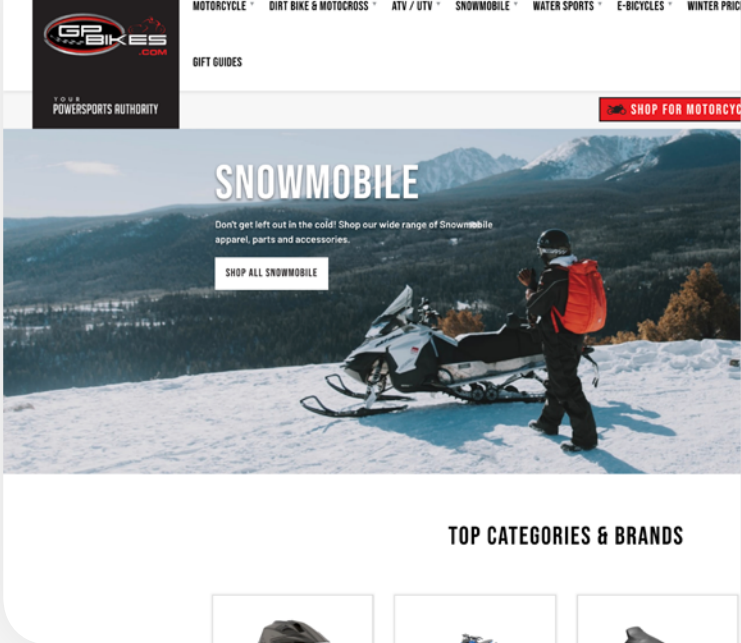 MOTORCYCLE DIRT BIKE & MOTOCROSS ATV / UTV SNOWMOBILE WATER SPORTS E-BICYCLES WINTER
GP BIKES
.COM
GIFT GUIDES
YOUR
POWERSPORTS AUTHORITY
SHOP FOR
SNOWMOBILE
Don't get left out in the cold! Shop our wide range of Snowmobile
apparel, parts and accessories.
SHOP ALL SNOWMOBILE
TOP CATEGORIES & BRANDS